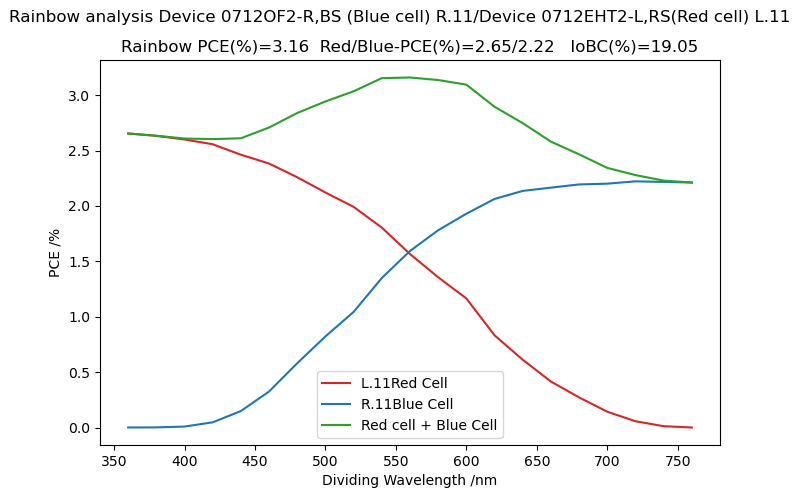 Rainbow analysis Device 0712OF2-R,BS (Blue cell) R.11/Device 0712EHT2-L,RS(Red cell) L.11
Rainbow PCE(%)=3.16  Red/Blue-PCE(%)=2.65/2.22   IoBC(%)=19.05
3.0
2.5
2.0
1.5
1.0
0.5
0.0
PCE /%
L.11Red Cell
R.11Blue Cell
Red cell + Blue Cell
350 400 450 500 550 600 650 700 750
Dividing Wavelength /nm